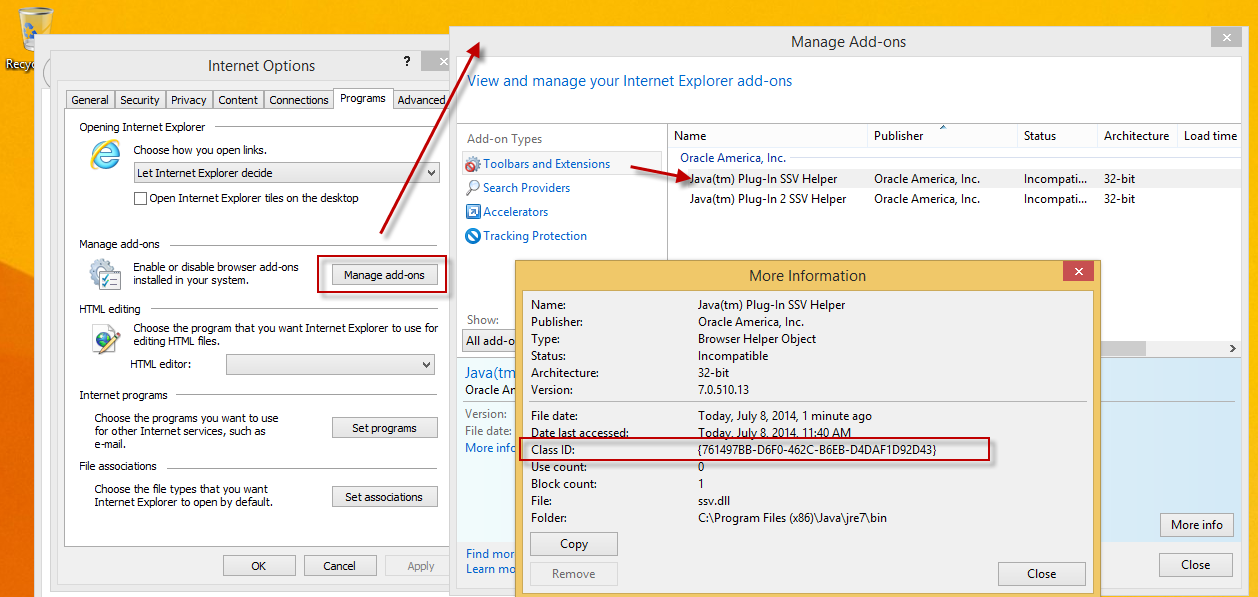 Recyc
Internet Options
?
General Security Privacy Content Connections Programs Advanced
Opening Internet Explorer
Choose how you open links.
Let Internet Explorer decide
Open Internet Explorer tiles on the desktop
Manage add-ons
Enable or disable browser add-ons
installed in your system.
Manage add-ons
HTML editing
Choose the program that you want Internet Explorer to use for
editing HTML files.
HTML editor:
Internet programs
Choose the programs you want to use
for other Internet services, such as
e-mail.
Set programs
File associations
Choose the file types that you want
Internet Explorer to open by default.
Set associations
OK Cancel Apply
Manage Add-ons
View and manage your Internet Explorer add-ons
Add-on Types
Toolbars and Extensions
Search Providers
Accelerators
Tracking Protection
Name Publisher Status Architecture Load time
Oracle America, Inc.
Java(tm) Plug-In SSV Helper Oracle America, Inc. Incompati... 32-bit
Java(tm) Plug-In 2 SSV Helper Oracle America, Inc. Incompati... 32-bit
Show:
All add-o
Java(tm
Oracle Am
Version:
File date:
More info
More info
Find mor
Learn mo
Close
More Information
Name: Java(tm) Plug-In SSV Helper
Publisher: Oracle America, Inc.
Type: Browser Helper Object
Status: Incompatible
Architecture: 32-bit
Version: 7.0.510.13
File date: Today, July 8, 2014, 1 minute ago
Date last accessed: Today, July 8, 2014, 11:40 AM
Class ID: {761497BB-D6F0-462C-B6EB-D4DAF1D92D43}
Use count: 0
Block count: 1
File: ssv.dll
Folder: C:\Program Files (x86)\Java\jre7\bin
Copy
Remove
Close